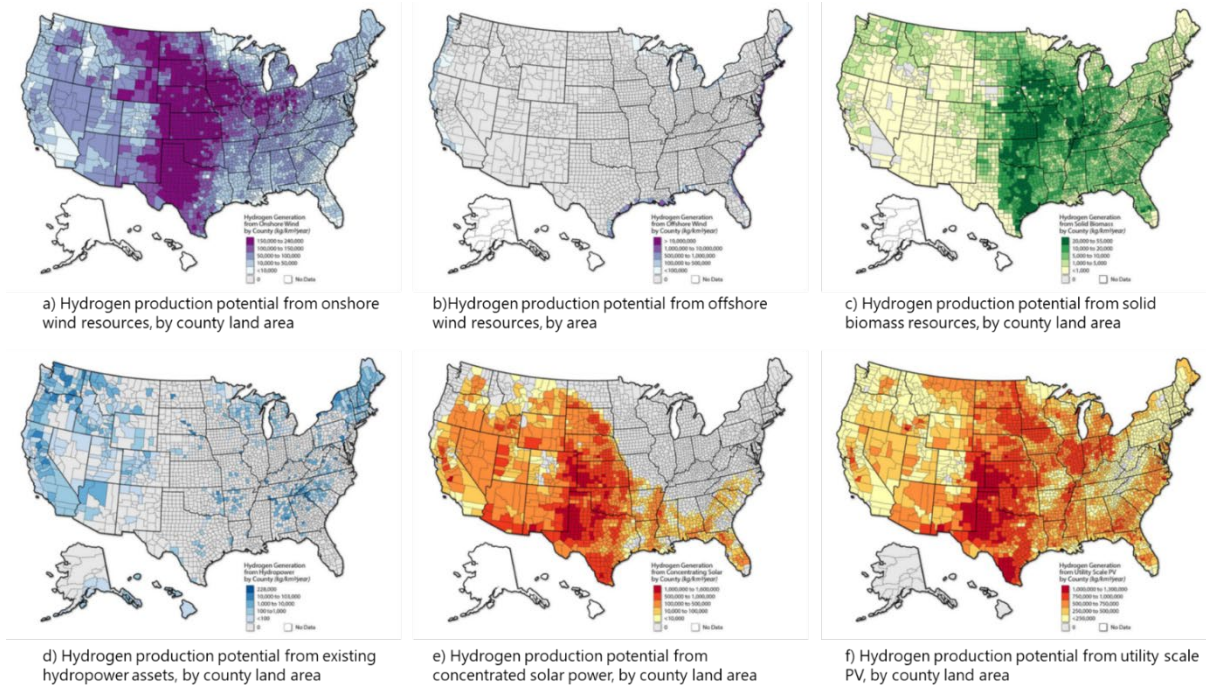 Hydrogen Generation
from Onshore Wind
by County (kg/km²/year)
150,000 to 240,000
100,000 to 150,000
50,000 to 100,000
10,000 to 50,000
<10,000
0
No Data
Hydrogen Generation
from Offshore Wind
by County (kg/km²/year)
> 10,000,000
1,000,000 to 10,000,000
500,000 to 1,000,000
100,000 to 500,000
<100,000
0
No Data
Hydrogen Generation
from Solid Biomass
by County (kg/km²/year)
20,000 to 55,000
10,000 to 20,000
5,000 to 10,000
1,000 to 5,000
<1,000
0
No Data
a) Hydrogen production potential from onshore
wind resources, by county land area
b)Hydrogen production potential from offshore
wind resources, by area
c) Hydrogen production potential from solid
biomass resources, by county land area
Hydrogen Generation
from Hydropower
by County (kg/km²/year)
10,000 to 103,000
1,000 to 10,000
100 to1,000
<100
0
No Data
Hydrogen Generation
from Concentrating Solar
by County (kg/km²/year)
1,000,000 to 1,600,000
500,000 to 1,000,000
100,000 to 500,000
10,000 to 100,000
<10,000
0
No Data
Hydrogen Generation
from Utility Scale PV
by County (kg/km²/year)
1,000,000 to 1,300,000
750,000 to 1,000,000
500,000 to 750,000
250,000 to 500,000
<250,000
0
No Data
d) Hydrogen production potential from existing
hydropower assets, by county land area
e) Hydrogen production potential from
concentrated solar power, by county land area
f) Hydrogen production potential from utility scale
PV, by county land area